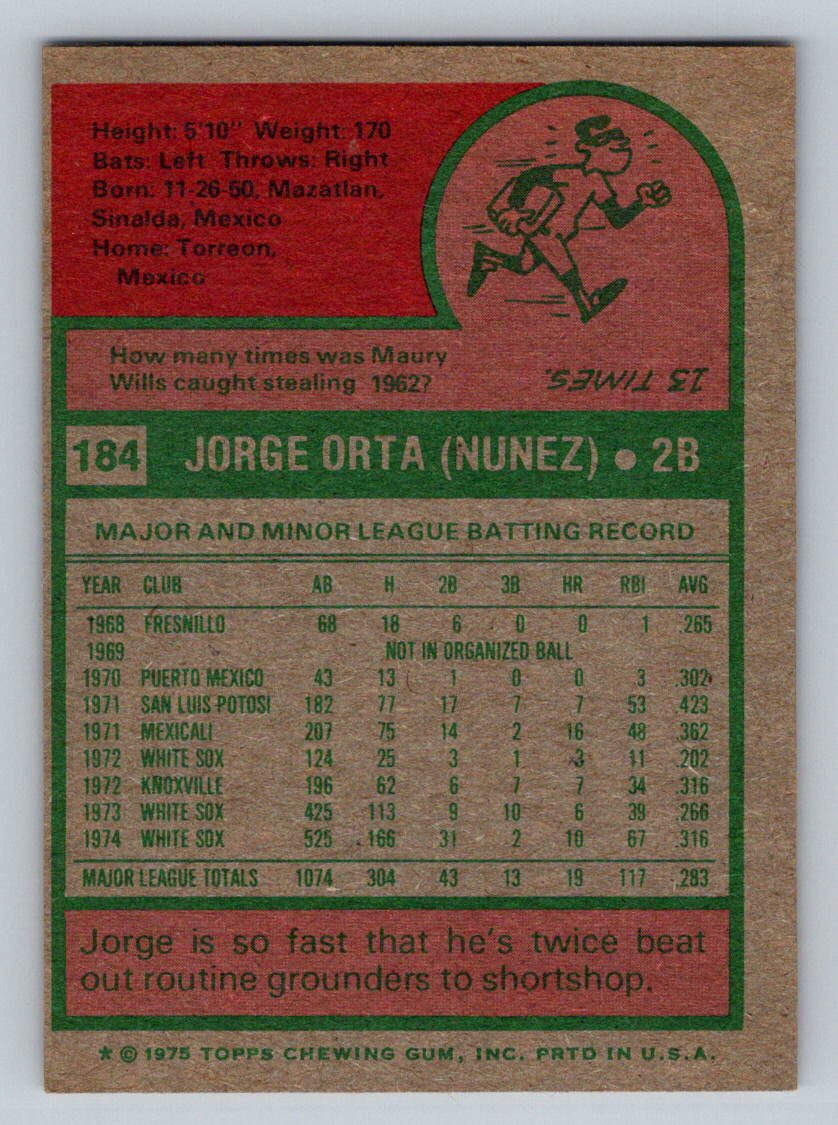 Height: 5'10" Weight: 170
Bats: Left Throws: Right
Born: 11-26-50, Mazatlan,
Sinalda, Mexico
Home: Torreon,
Mexico
How many times was Maury
Wills caught stealing 1962?
13 TIMES.
184 JORGE ORTA (NUNEZ) • 2B
MAJOR AND MINOR LEAGUE BATTING RECORD
YEAR CLUB AB H 2B 3B HR RBI AVG
1968 FRESNILLO 68 18 6 0 0 1 .265
1969 NOT IN ORGANIZED BALL
1970 PUERTO MEXICO 43 13 1 0 0 3 .302
1971 SAN LUIS POTOSI 182 77 17 7 7 53 .423
1971 MEXICALI 207 75 14 2 16 48 .362
1972 WHITE SOX 124 25 3 1 3 11 .202
1972 KNOXVILLE 196 62 6 7 7 34 .316
1973 WHITE SOX 425 113 9 10 6 39 .266
1974 WHITE SOX 525 166 31 2 10 67 .316
MAJOR LEAGUE TOTALS 1074 304 43 13 19 117 .283
Jorge is so fast that he's twice beat
out routine grounders to shortshop.
* © 1975 TOPPS CHEWING GUM, INC. PRTD IN U.S.A.